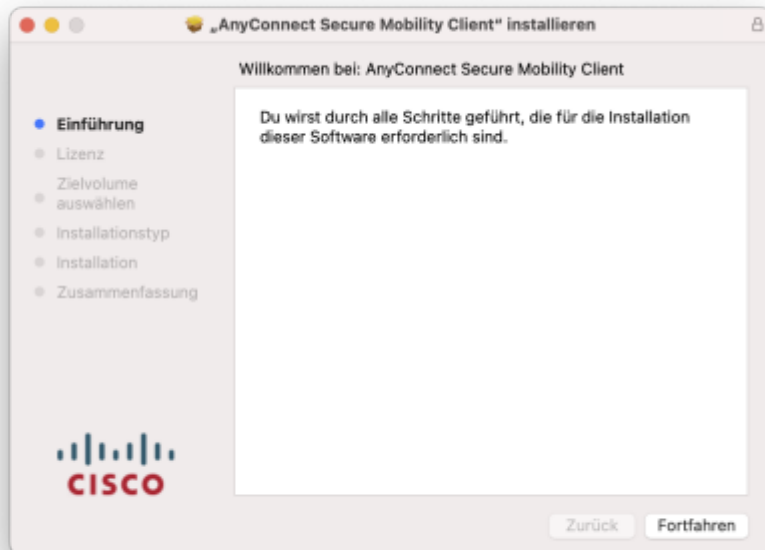 „AnyConnect Secure Mobility Client“ installieren
Willkommen bei: AnyConnect Secure Mobility Client
Einführung
Lizenz
Zielvolume
auswählen
Installationstyp
Installation
Zusammenfassung
Du wirst durch alle Schritte geführt, die für die Installation
dieser Software erforderlich sind.
CISCO
Zurück
Fortfahren